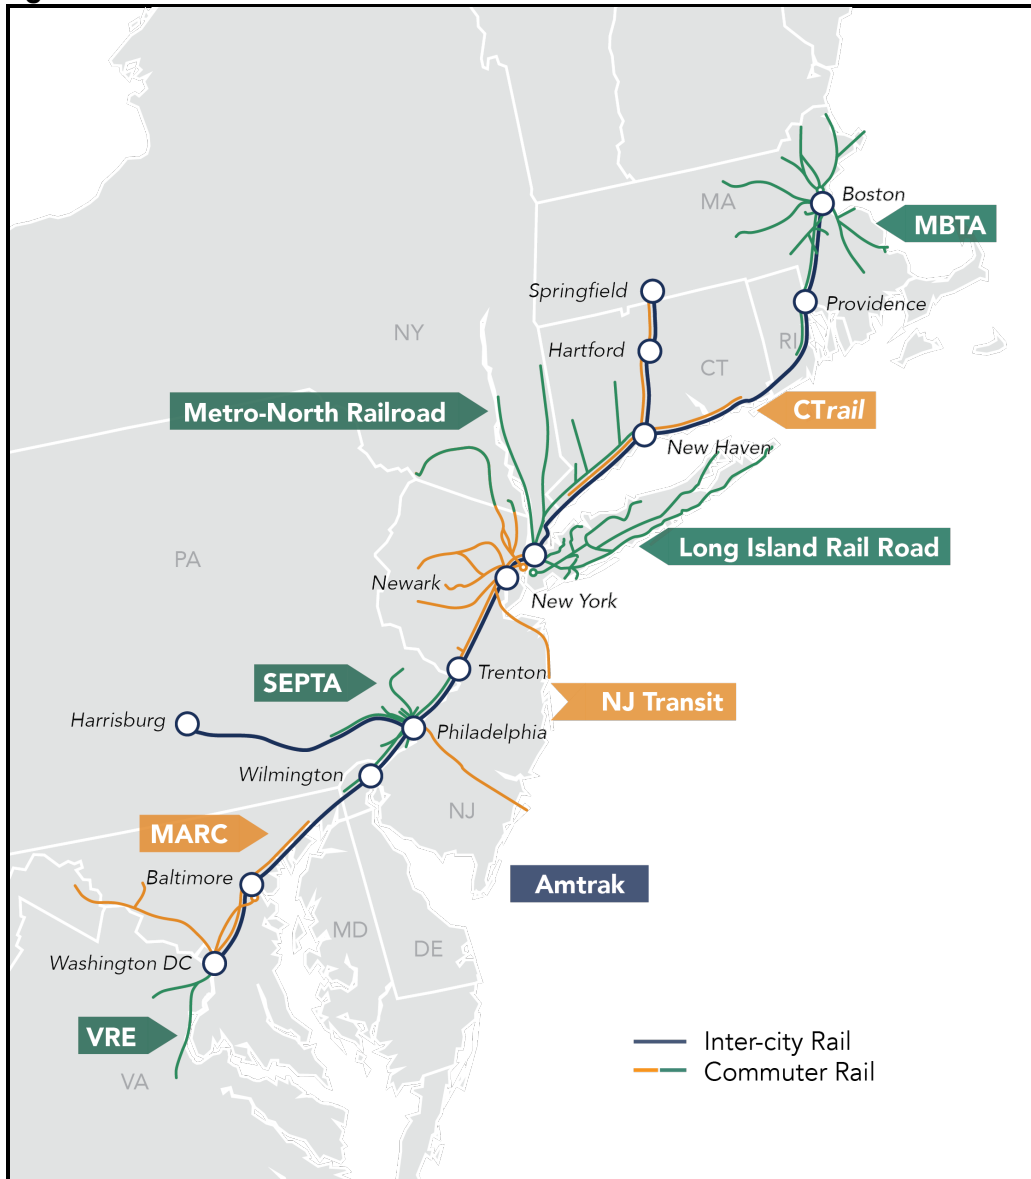 Boston
MA
MBTA
Springfield
Providence
NY
Hartford
RI
CT
Metro-North Railroad
CTrail
New Haven
Long Island Rail Road
PA
Newark
New York
Trenton
SEPTA
NJ Transit
Harrisburg
Philadelphia
Wilmington
NJ
MARC
Baltimore
Amtrak
MD
DE
Washington DC
VRE
Inter-city Rail
Commuter Rail
VA